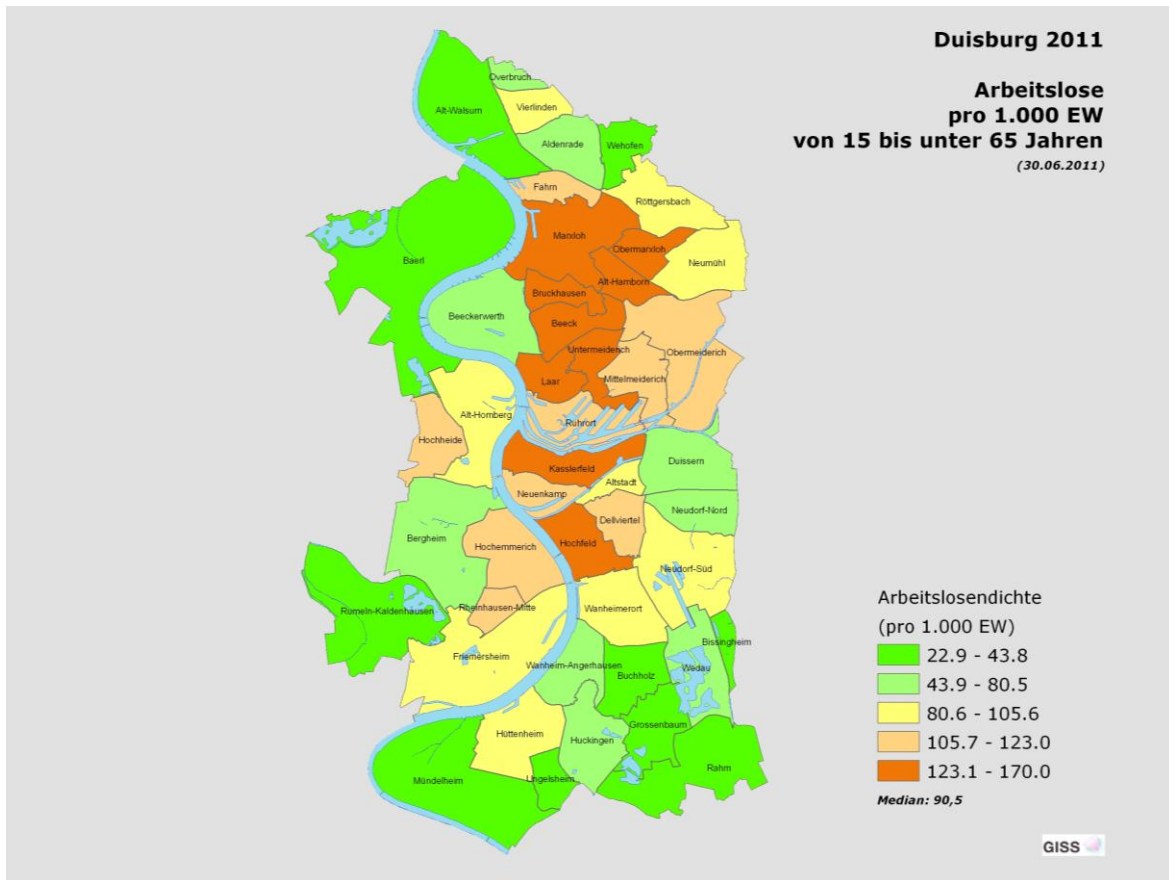 Duisburg 2011
Arbeitslose
pro 1.000 EW
von 15 bis unter 65 Jahren
(30.06.2011)
Overbruch
Alt-Walsum
Vierlinden
Aldenrade
Wehofen
Fahrn
Röttgersbach
Marxloh
Obermarxloh
Baerl
Neumühl
Alt-Hamborn
Bruckhausen
Beeckerwerth
Beeck
Untermeiderich
Obermeiderich
Laar
Mittelmeiderich
Alt-Homberg
Ruhrort
Hochheide
Duissern
Kasslerfeld
Altstadt
Neuenkamp
Neudorf-Nord
Dellviertel
Bergheim
Hochemmerich
Hochfeld
Neudorf-Süd
Rumeln-Kaldenhausen
Rheinhausen-Mitte
Wanheimerort
Bissingheim
Friemersheim
Wanheim-Angerhausen
Wedau
Buchholz
Grossenbaum
Hüttenheim
Huckingen
Rahm
Mündelheim
Ungelsheim
Arbeitslosendichte
(pro 1.000 EW)
22.9 - 43.8
43.9 - 80.5
80.6 - 105.6
105.7 - 123.0
123.1 - 170.0
Median: 90,5
GISS